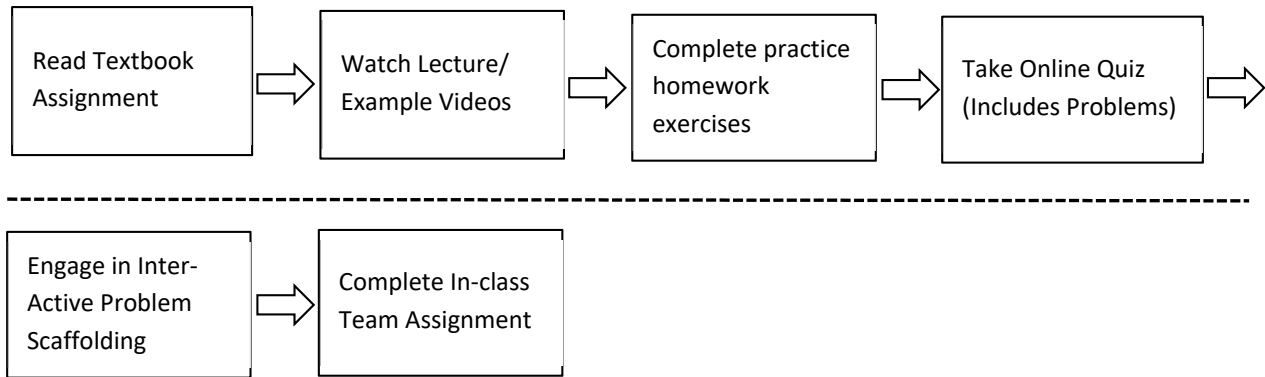 Read Textbook
Assignment
Watch Lecture/
Example Videos
Complete practice
homework
exercises
Take Online Quiz
(Includes Problems)
Engage in Inter-
Active Problem
Scaffolding
Complete In-class
Team Assignment